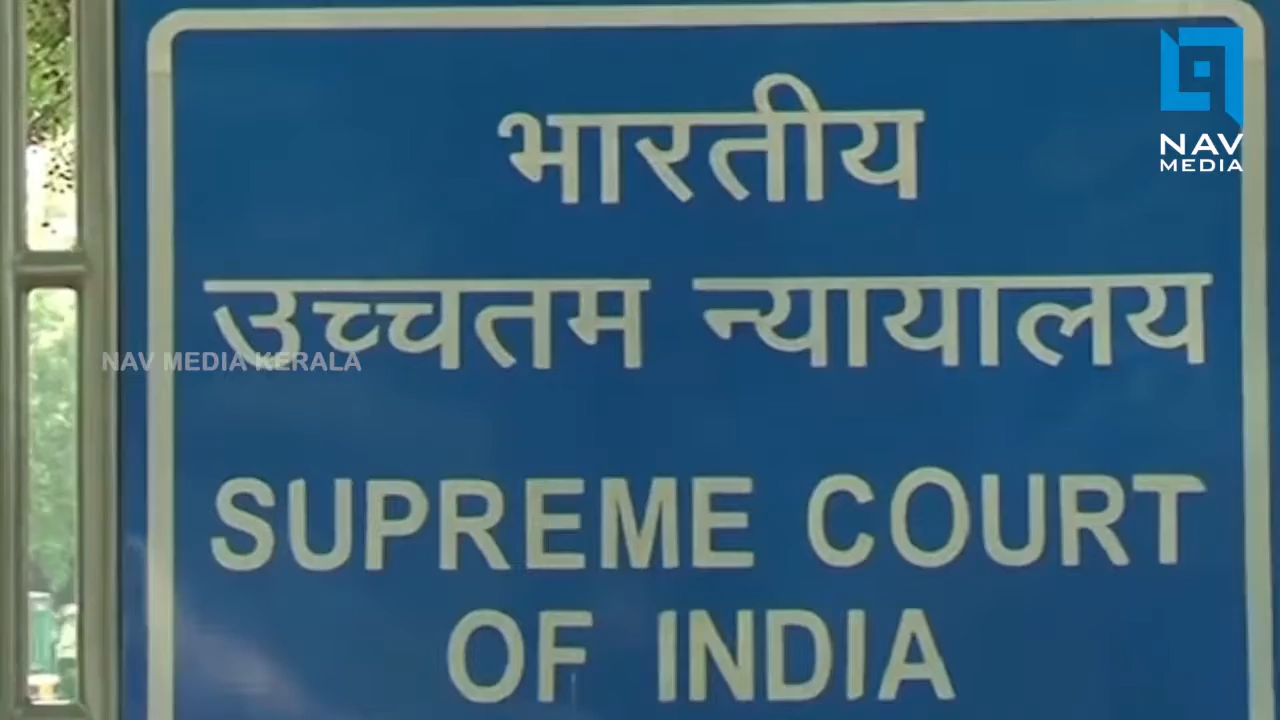 NAV
MEDIA
भारतीय
उच्चतम न्यायालय
NAV MEDIA KERALA
SUPREME COURT
OF INDIA